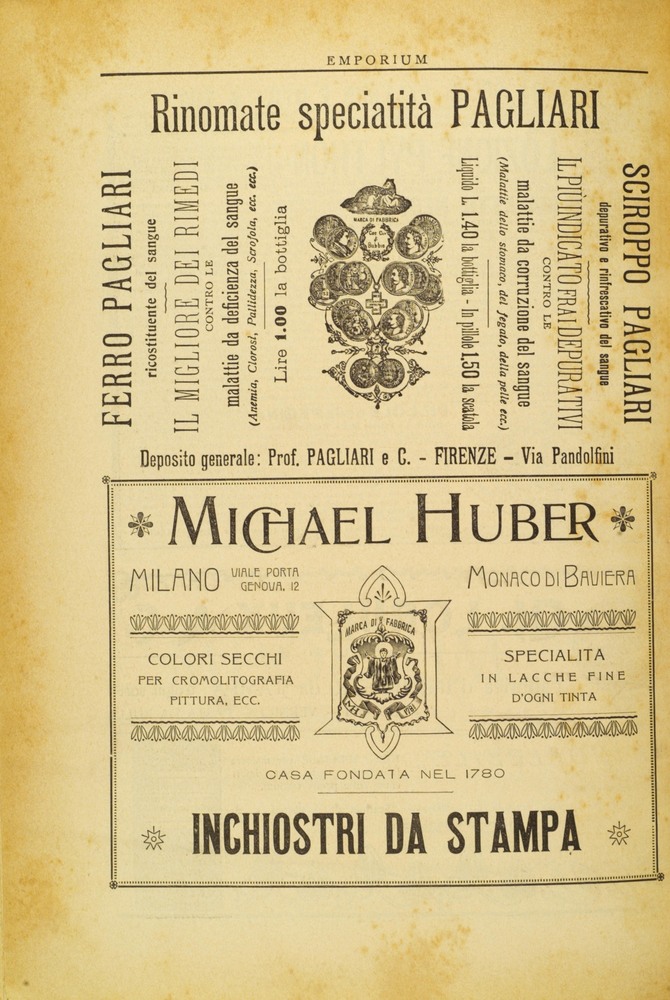 EMPORIUM
Rinomate speciatità PAGLIARI
FERRO PAGLIARI
ricostituente del sangue
IL MIGLIORE DEI RIMEDI
CONTRO LE
malattie da deficienza del sangue
(Anemia, Clorosi, Pallidezza, Scrofola, ecc. ecc.)
Lire 1.00 la bottiglia
MARCA DI FABBRICA
SCIROPPO PAGLIARI
depurativo e rinfrescativo del sangue
IL PIÙ INDICATO FRAI DEPURATIVI
CONTRO LE
malattie da corruzione del sangue
(Malattie dello stomaco, del fegato, della pelle ecc.)
Liquido L. 1.40 la bottiglia - In pillole 1.50 la scatola
Deposito generale: Prof. PAGLIARI e C. - FIRENZE - Via Pandolfini
MICHAEL HUBER
MILANO VIALE PORTA
GENOVA, 12
MONACO DI BAVIERA
COLORI SECCHI
PER CROMOLITOGRAFIA
PITTURA, ECC.
MARCA DI FABBRICA
SPECIALITA
IN LACCHE FINE
D'OGNI TINTA
CASA FONDATA NEL 1780
INCHIOSTRI DA STAMPA